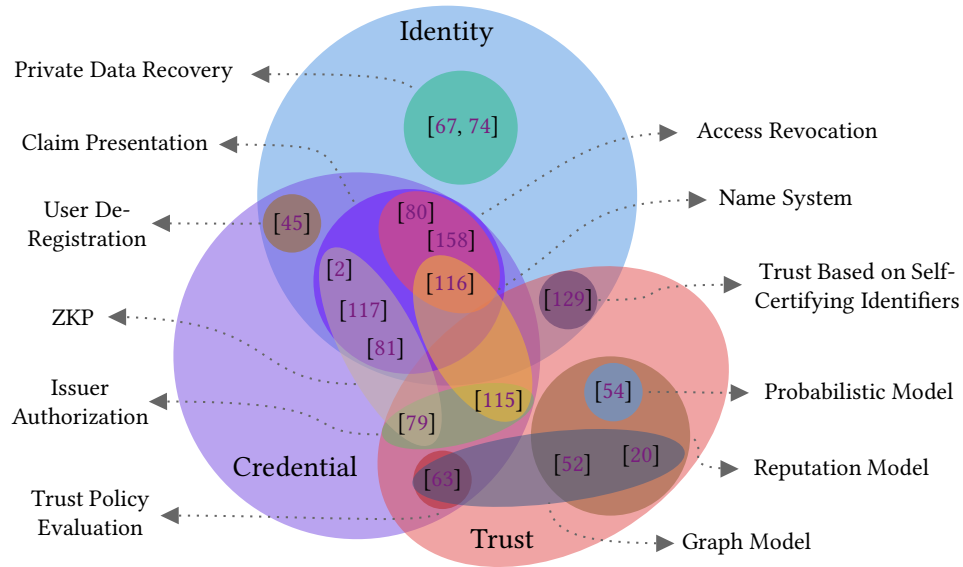 Identity
Private Data Recovery
[67, 74]
Access Revocation
Claim Presentation
Name System
User De-
Registration
[45]
[80]
[158]
[2]
[116]
[129]
Trust Based on Self-
Certifying Identifiers
ZKP
[117]
[81]
Issuer
Authorization
[54]
Probabilistic Model
[115]
[79]
Credential
[52]
[20]
Reputation Model
[63]
Trust Policy
Evaluation
Trust
Graph Model